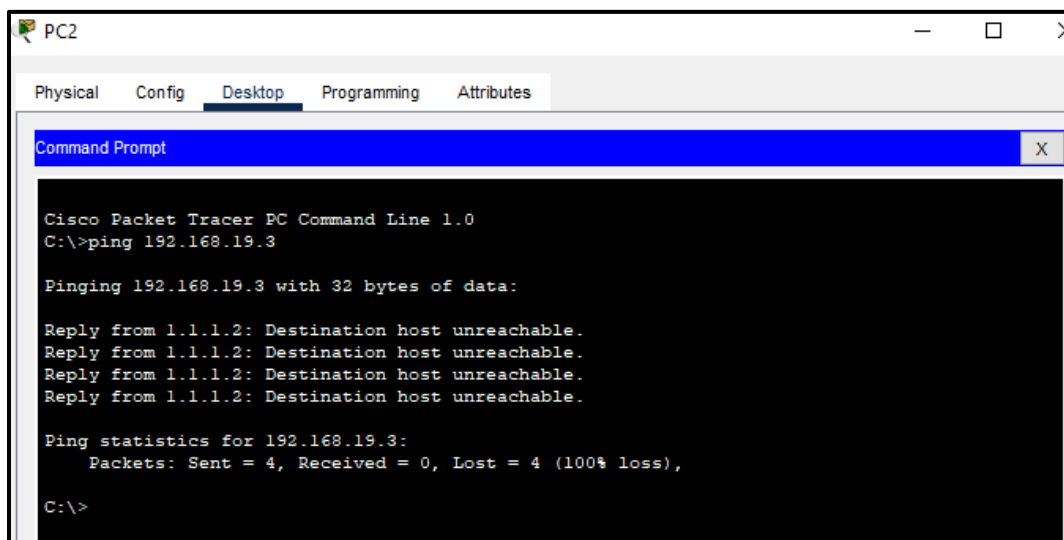 PC2
Physical Config Desktop Programming Attributes
Command Prompt
X
Cisco Packet Tracer PC Command Line 1.0
C:\>ping 192.168.19.3
Pinging 192.168.19.3 with 32 bytes of data:
Reply from 1.1.1.2: Destination host unreachable.
Reply from 1.1.1.2: Destination host unreachable.
Reply from 1.1.1.2: Destination host unreachable.
Reply from 1.1.1.2: Destination host unreachable.
Ping statistics for 192.168.19.3:
    Packets: Sent = 4, Received = 0, Lost = 4 (100% loss),
C:\>